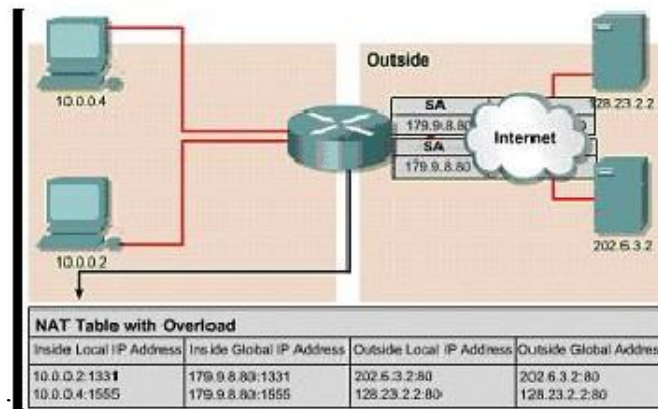 Outside
10.0.0.4
128.23.2.2
SA
179.9.8.80
Internet
SA
179.9.8.80
10.0.0.2
202.6.3.2
NAT Table with Overload
Inside Local IP Address Inside Global IP Address Outside Local IP Address Outside Global Address
10.0.0.2:1331 179.9.8.80:1331 202.6.3.2:80 202.6.3.2:80
10.0.0.4:1555 179.9.8.80:1555 128.23.2.2:80 128.23.2.2:80